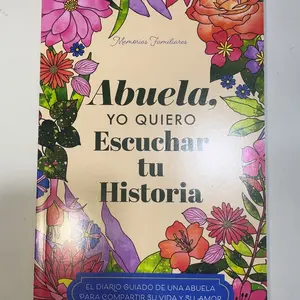 Memorias Familiares
Abuela,
YO QUIERO
Escuchar
tu
Historia
EL DIARIO GUIADO DE UNA ABUELA
PARA COMPARTIR SU VIDA Y SU AMOR